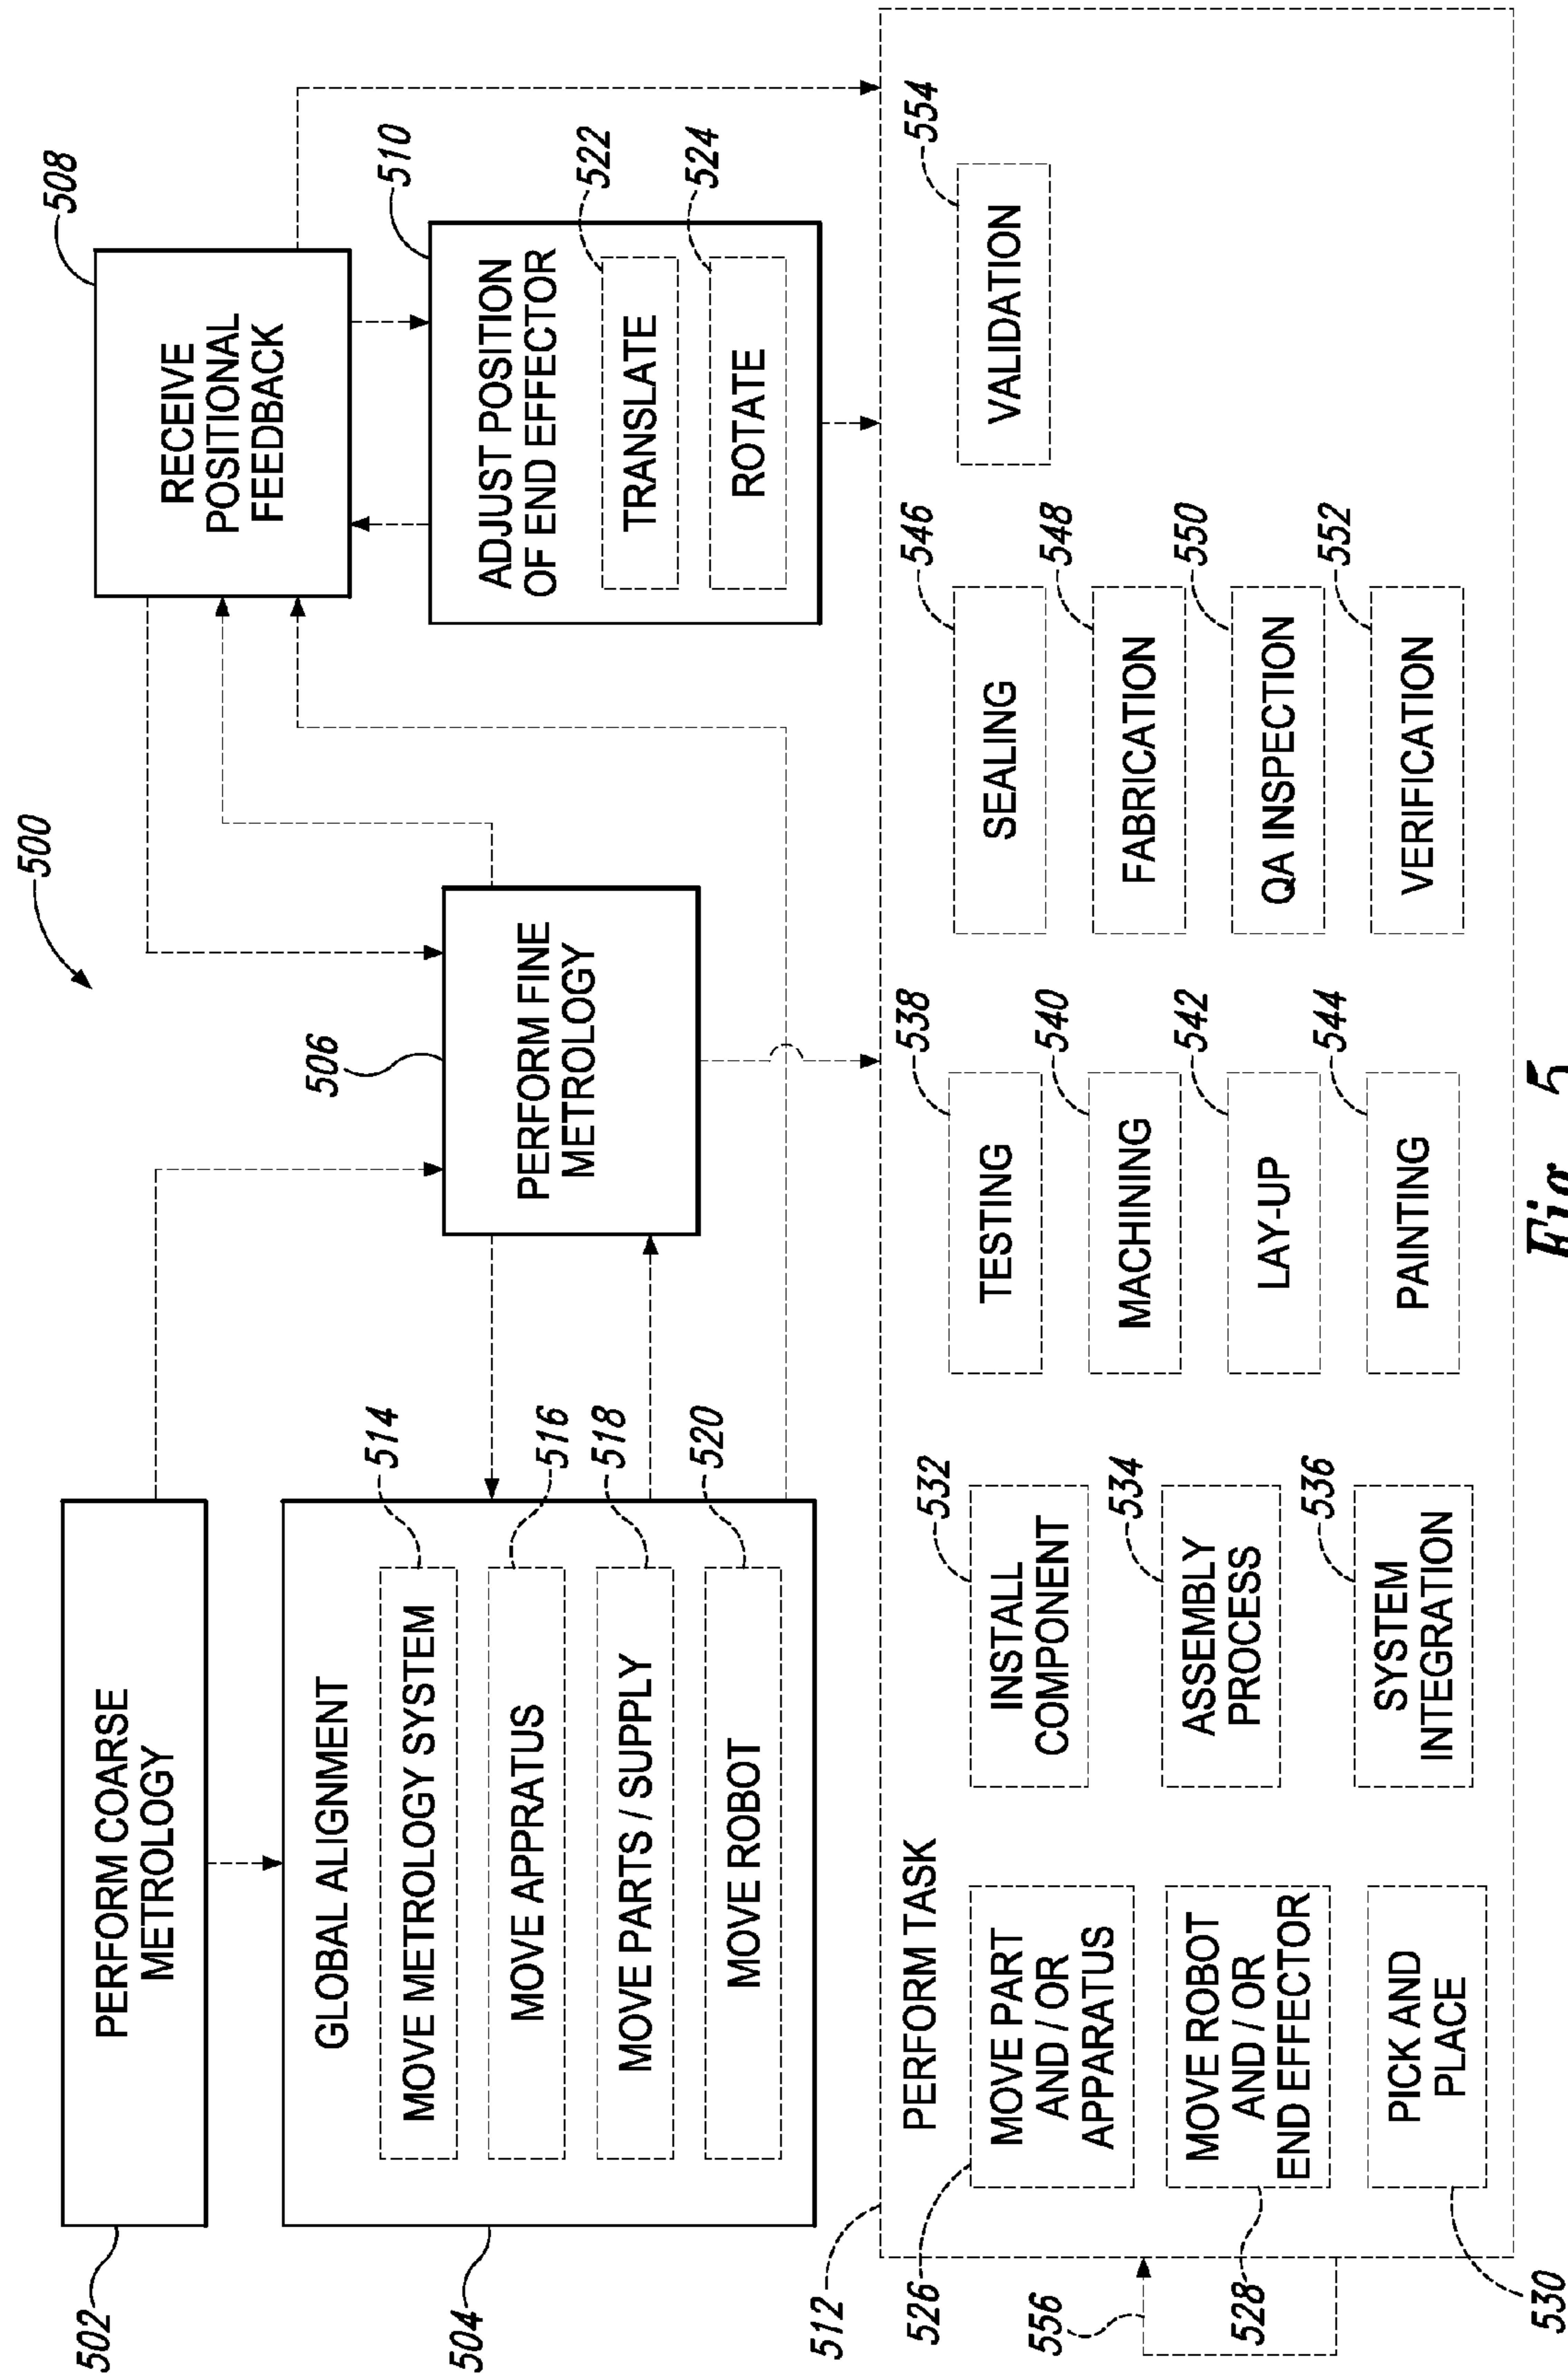 500
502
PERFORM COARSE
METROLOGY
504
GLOBAL ALIGNMENT
MOVE METROLOGY SYSTEM
514
MOVE APPRATUS
516
MOVE PARTS / SUPPLY
518
MOVE ROBOT
520
506
PERFORM FINE
METROLOGY
508
RECEIVE
POSITIONAL
FEEDBACK
510
ADJUST POSITION
OF END EFFECTOR
TRANSLATE
522
ROTATE
524
512
PERFORM TASK
526
MOVE PART
AND / OR
APPARATUS
528
MOVE ROBOT
AND / OR
END EFFECTOR
530
PICK AND
PLACE
532
INSTALL
COMPONENT
534
ASSEMBLY
PROCESS
536
SYSTEM
INTEGRATION
538
TESTING
540
MACHINING
542
LAY-UP
544
PAINTING
546
SEALING
548
FABRICATION
550
QA INSPECTION
552
VERIFICATION
554
VALIDATION
556
Fig. 5